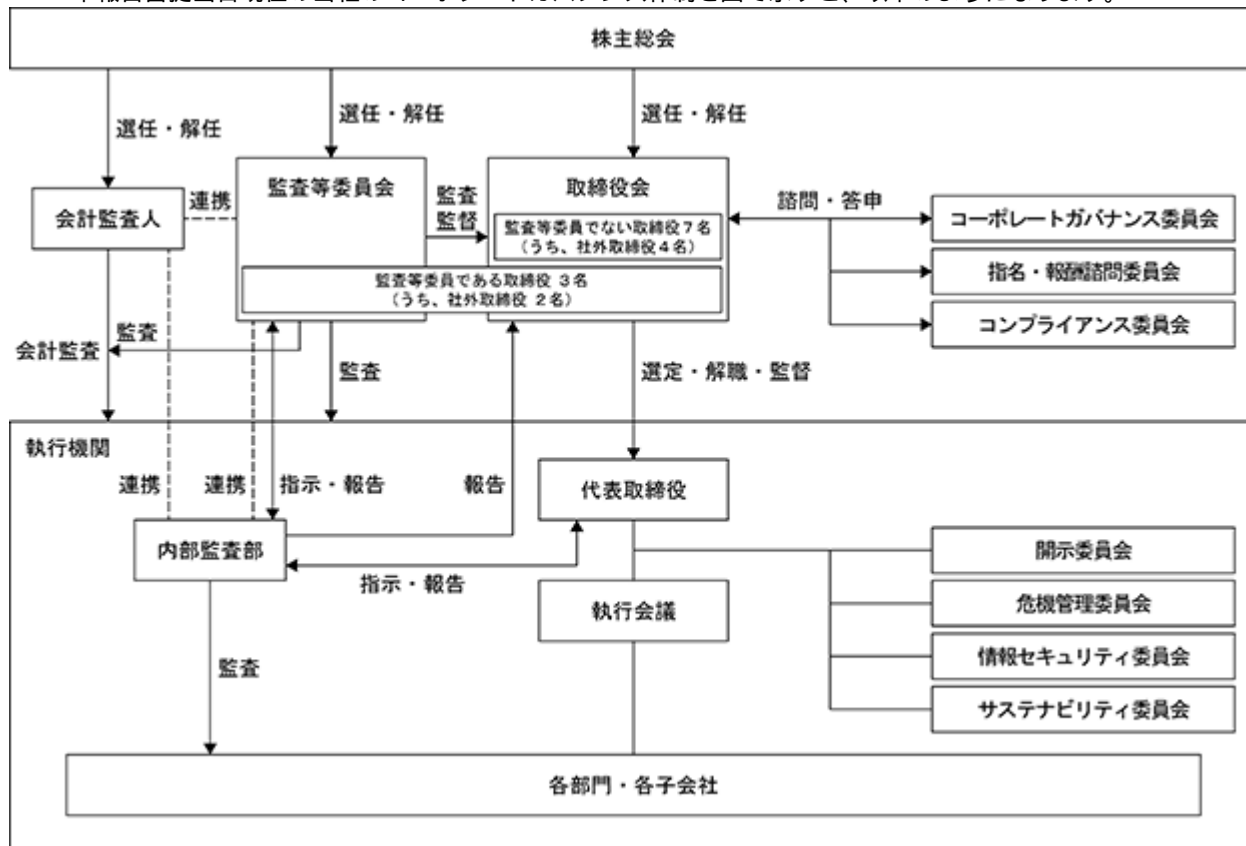 株主総会
選任・解任
選任・解任
選任・解任
監査等委員会
取締役会
会計監査人
連携
監査
監督
監査等委員でない取締役7名
(うち、社外取締役4名)
諮問・答申
コーポレートガバナンス委員会
指名・報酬諮問委員会
コンプライアンス委員会
監査等委員である取締役 3名
(うち、社外取締役 2名)
監査
会計監査
監査
選定・解職・監督
執行機関
連携
連携
指示・報告
報告
代表取締役
内部監査部
指示・報告
執行会議
開示委員会
危機管理委員会
情報セキュリティ委員会
サステナビリティ委員会
監査
各部門・各子会社